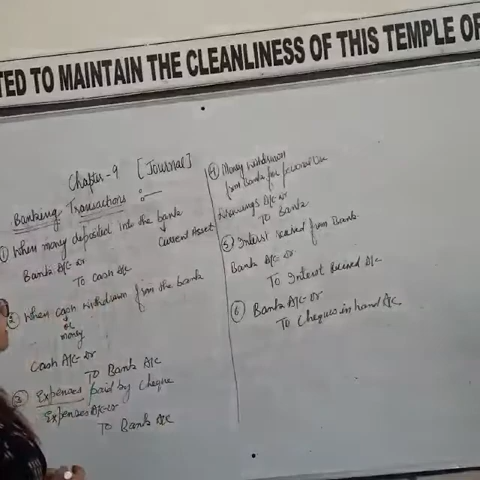 TED TO MAINTAIN THE CLEANLINESS OF THIS TEMPLE OF
Chapter-9 [Journal]
Banking Transactions :-
① When money deposited into the bank
Current Asset
Bank A/c Dr
To Cash A/c
② When cash withdrawn from the bank
or
money
Cash A/c Dr
To Bank A/c
③ Expenses paid by cheque
Expenses A/c Dr
To Bank A/c
④ Money withdrawn
from Bank for personal use
Drawings A/c Dr
To Bank
⑤ Interest from Bank
Bank A/c Dr
To Interest A/c
⑥ Bank A/c Dr
To Cheques in hand A/c